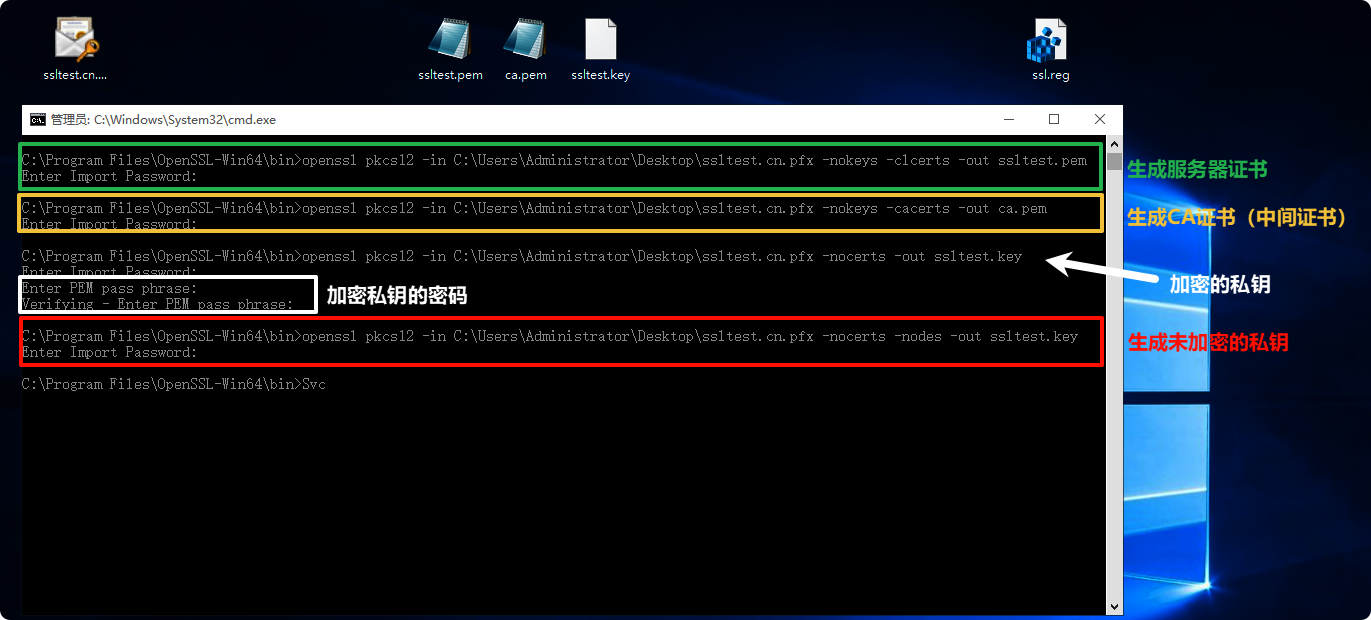 ssltest.cn....
ssltest.pem
ca.pem
ssltest.key
ssl.reg
管理员: C:\Windows\System32\cmd.exe
C:\Program Files\OpenSSL-Win64\bin>openssl pkcs12 -in C:\Users\Administrator\Desktop\ssltest.cn.pfx -nokeys -clcerts -out ssltest.pem
Enter Import Password:
生成服务器证书
C:\Program Files\OpenSSL-Win64\bin>openssl pkcs12 -in C:\Users\Administrator\Desktop\ssltest.cn.pfx -nokeys -cacerts -out ca.pem
Enter Import Password:
生成CA证书（中间证书）
C:\Program Files\OpenSSL-Win64\bin>openssl pkcs12 -in C:\Users\Administrator\Desktop\ssltest.cn.pfx -nocerts -out ssltest.key
Enter Import Password:
加密的私钥
Enter PEM pass phrase:
Verifying - Enter PEM pass phrase:
加密私钥的密码
C:\Program Files\OpenSSL-Win64\bin>openssl pkcs12 -in C:\Users\Administrator\Desktop\ssltest.cn.pfx -nocerts -nodes -out ssltest.key
Enter Import Password:
生成未加密的私钥
C:\Program Files\OpenSSL-Win64\bin>Svc